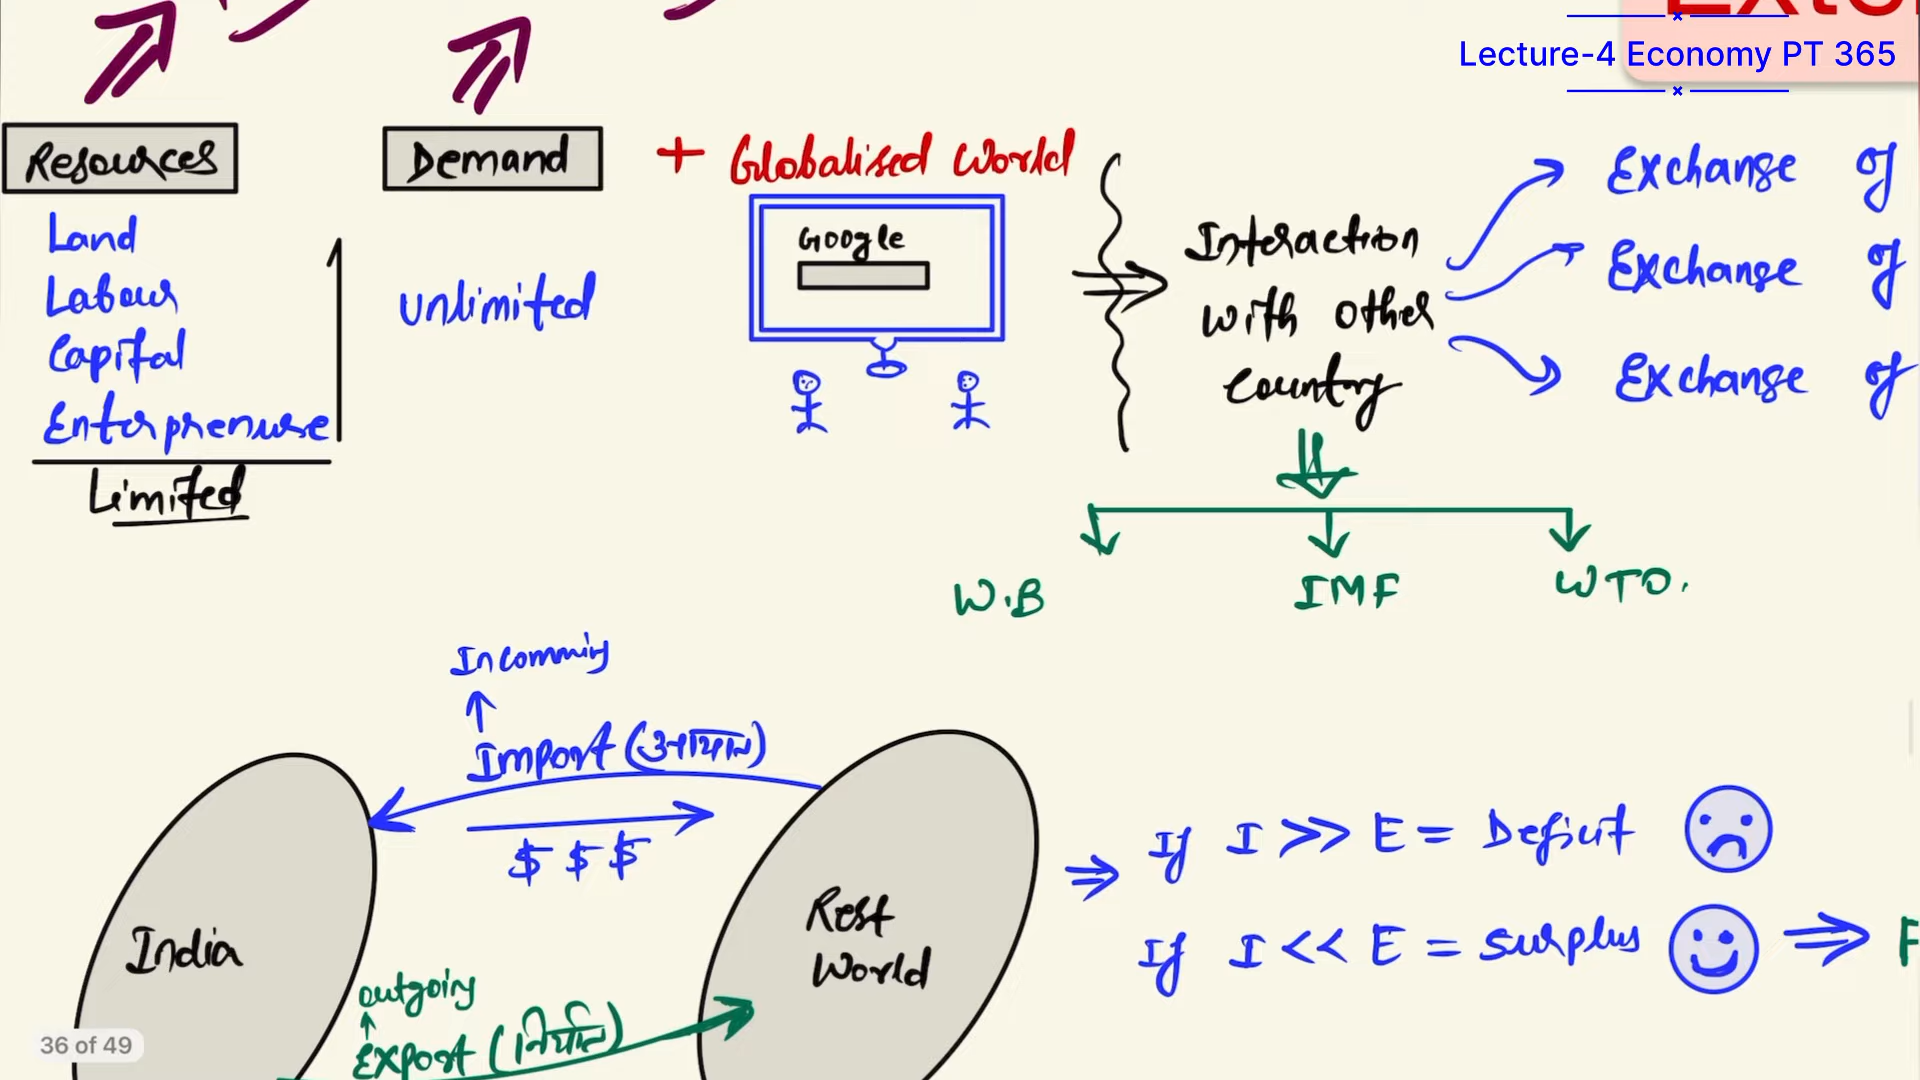 Lecture-4 Economy PT 365
Resources
Demand
+ Globalised World
Exchange of
Land
Labour
Capital
Enterprenure
Limited
unlimited
Google
Interaction
with other
country
Exchange of
Exchange of
W.B
IMF
WTO.
Incomming
Import (आयात)
$ $ $
India
Rest
World
If I >> E = Deficit
If I << E = surplus
outgoing
Export (निर्यात)
36 of 49